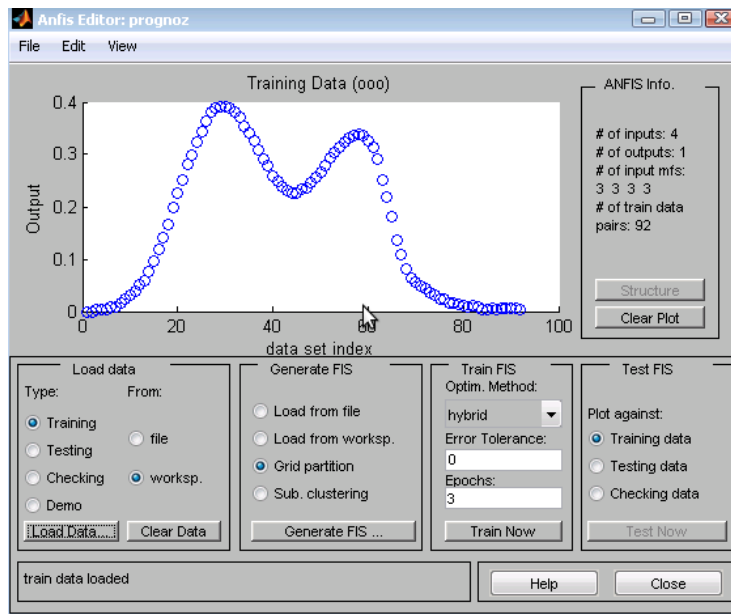 Anfis Editor: prognoz
File Edit View
Training Data (ooo)
0.4
0.3
0.2
0.1
0
Output
0 20 40 60 80 100
data set index
ANFIS Info.
# of inputs: 4
# of outputs: 1
# of input mfs:
3 3 3 3
# of train data
pairs: 92
Structure
Clear Plot
Load data
Type: From:
Training
Testing
Checking
Demo
file
worksp.
Load Data... Clear Data
Generate FIS
Load from file
Load from worksp.
Grid partition
Sub. clustering
Generate FIS ...
Train FIS
Optim. Method:
hybrid
Error Tolerance:
0
Epochs:
3
Train Now
Test FIS
Plot against:
Training data
Testing data
Checking data
Test Now
train data loaded
Help Close